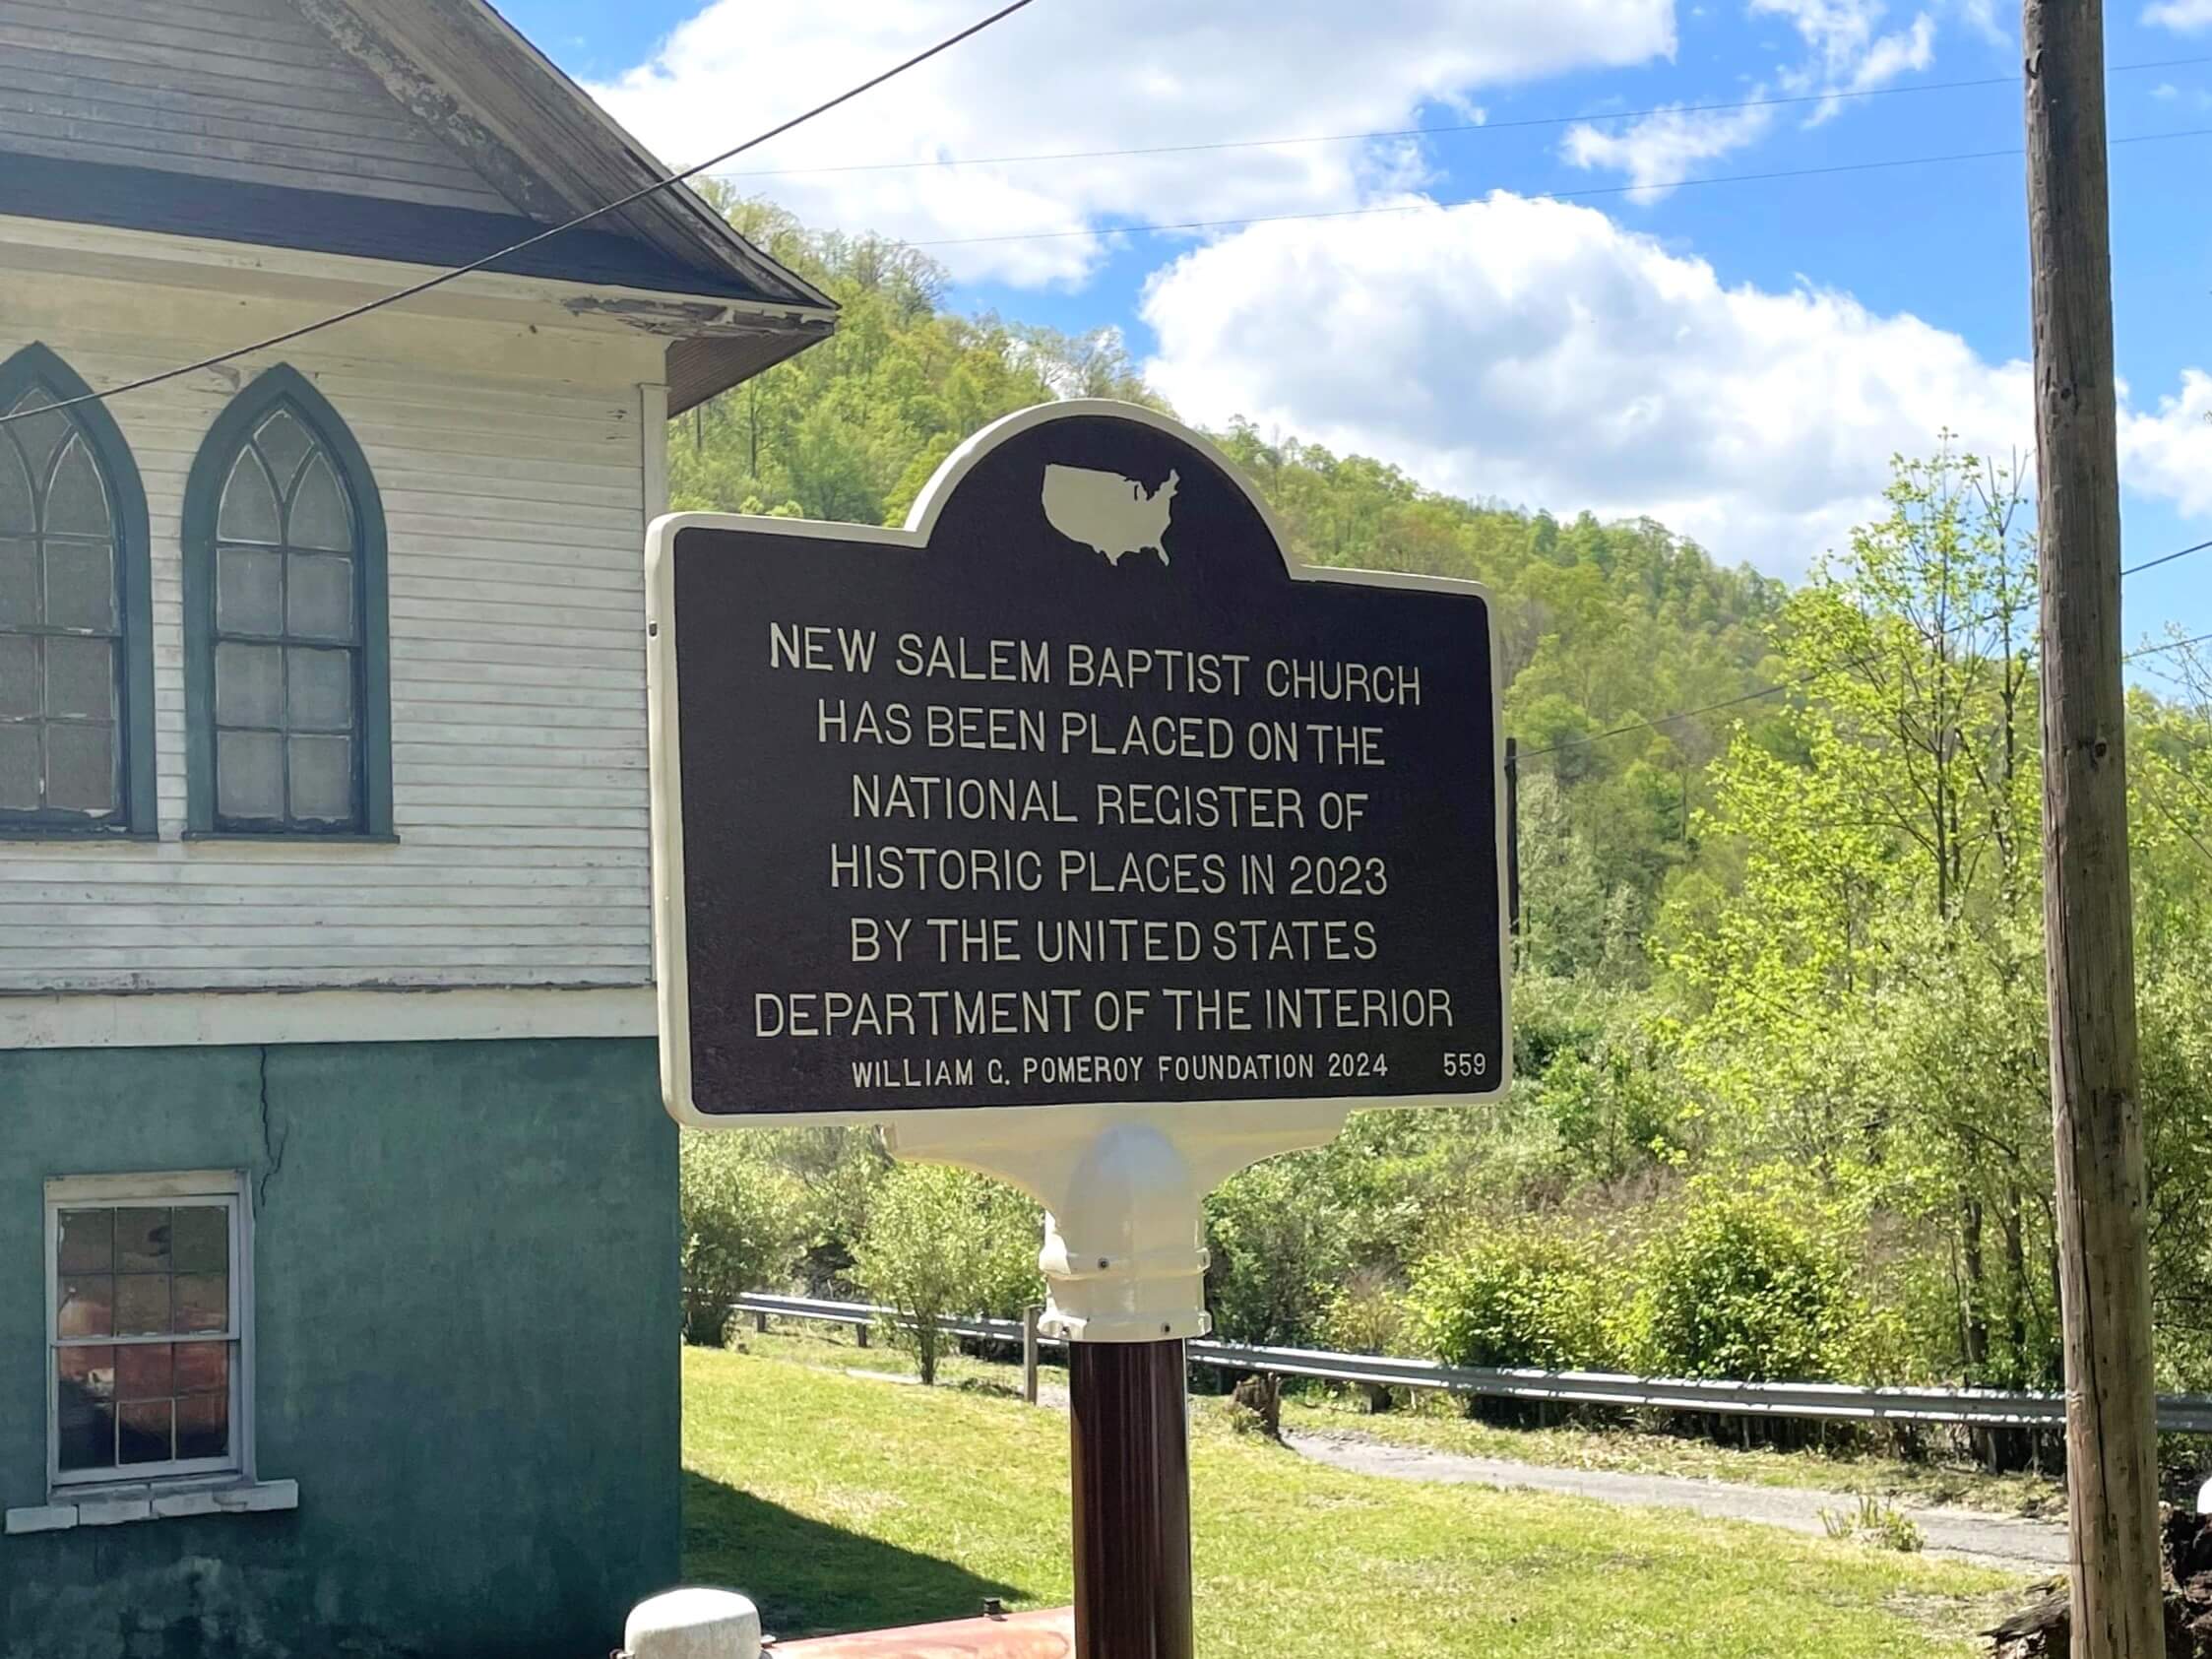 NEW SALEM BAPTIST CHURCH
HAS BEEN PLACED ON THE
NATIONAL REGISTER OF
HISTORIC PLACES IN 2023
BY THE UNITED STATES
DEPARTMENT OF THE INTERIOR
WILLIAM G. POMEROY FOUNDATION 2024 559